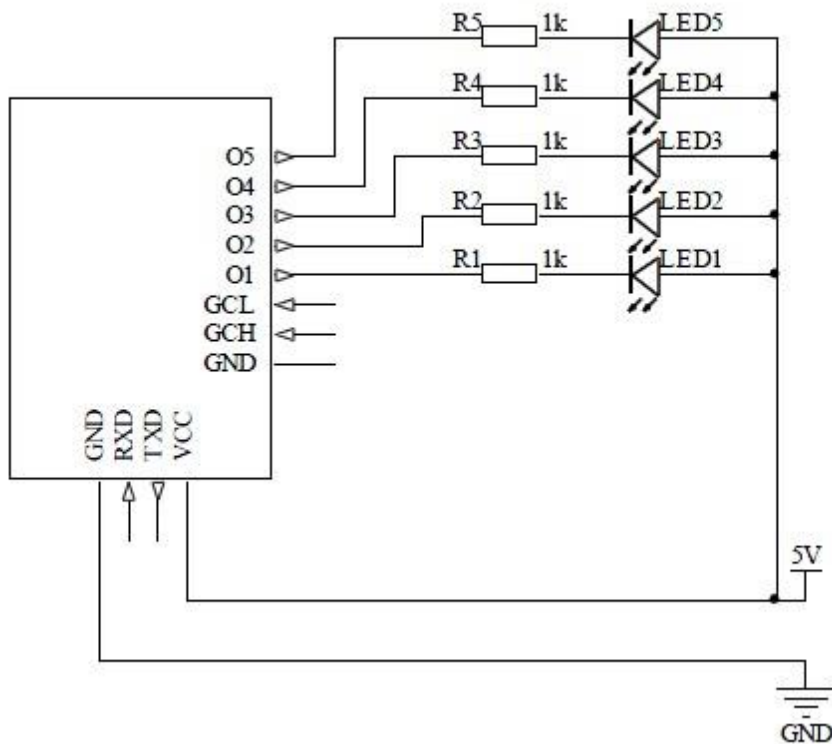 R5 1k LED5
R4 1k LED4
O5
R3 1k LED3
O4
O3
R2 1k LED2
O2
O1
R1 1k LED1
GCL
GCH
GND
GND
RXD
TXD
VCC
5V
GND